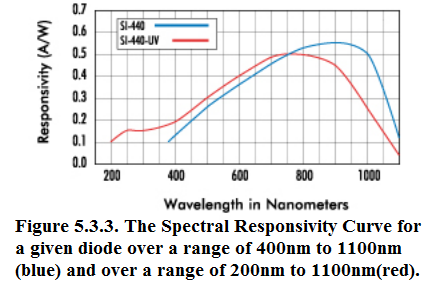 0.7
SI-440
SI-440-UV
0.6
0.5
0.4
0.3
0.2
0.1
0.0
Responsivity (A/W)
200 400 600 800 1000
Wavelength in Nanometers
Figure 5.3.3. The Spectral Responsivity Curve for
a given diode over a range of 400nm to 1100nm
(blue) and over a range of 200nm to 1100nm(red).